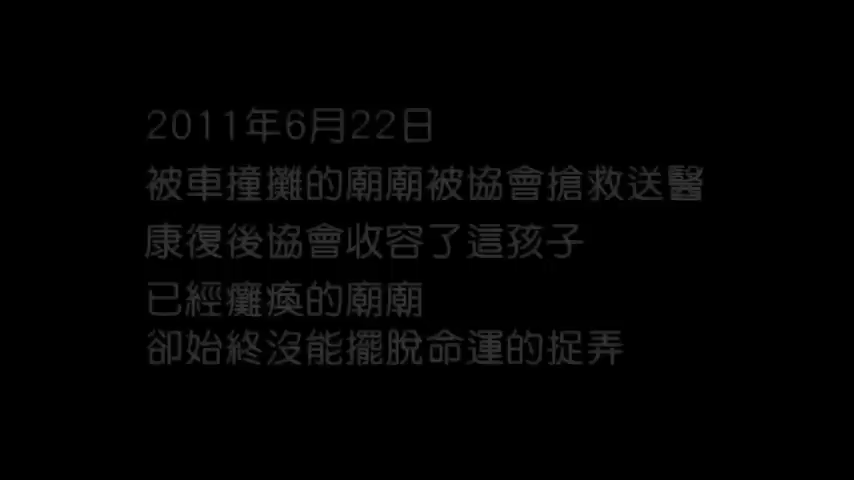 2011年6月22日
被車撞攤的廟廟被協會搶救送醫
康復後協會收容了這孩子
已經癱瘓的廟廟
卻始終沒能擺脫命運的捉弄